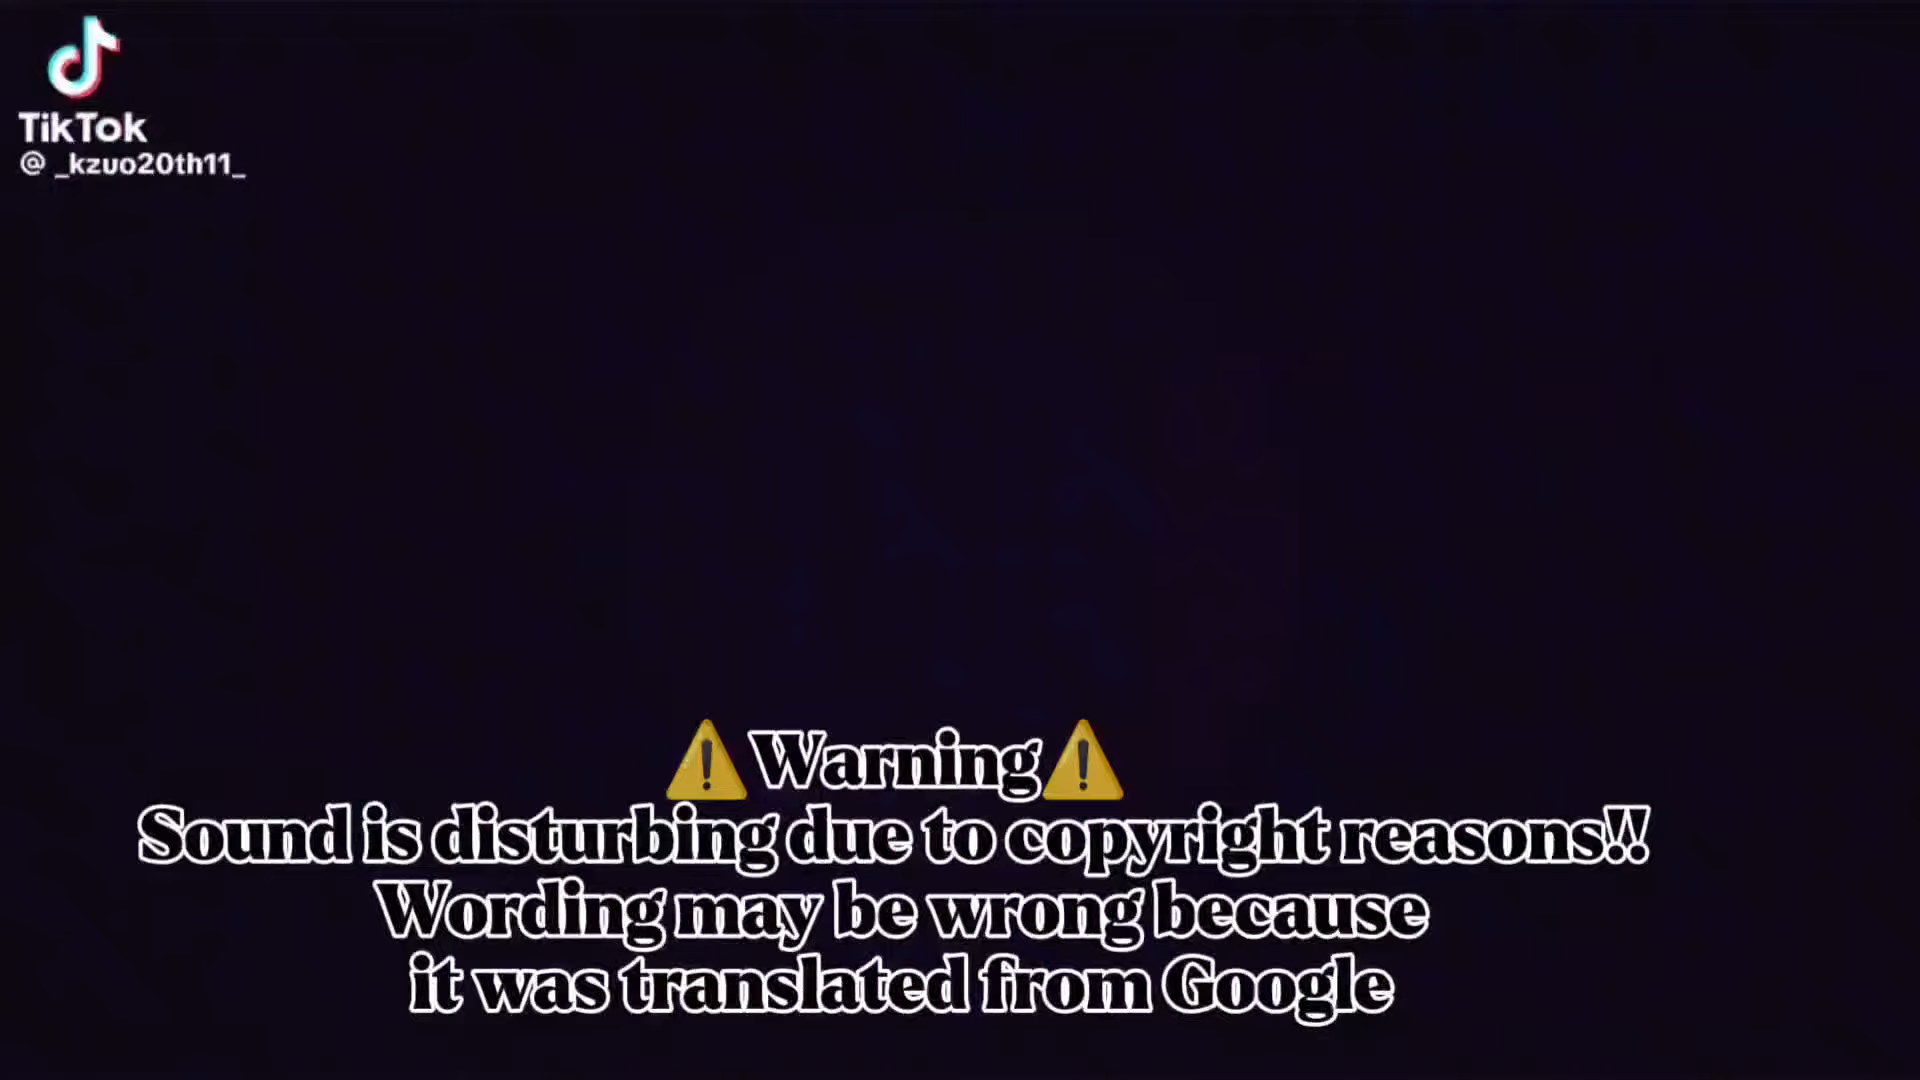 TikTok
@ _kzuo20th11_
⚠️Warning⚠️
Sound is disturbing due to copyright reasons!!
Wording may be wrong because
it was translated from Google